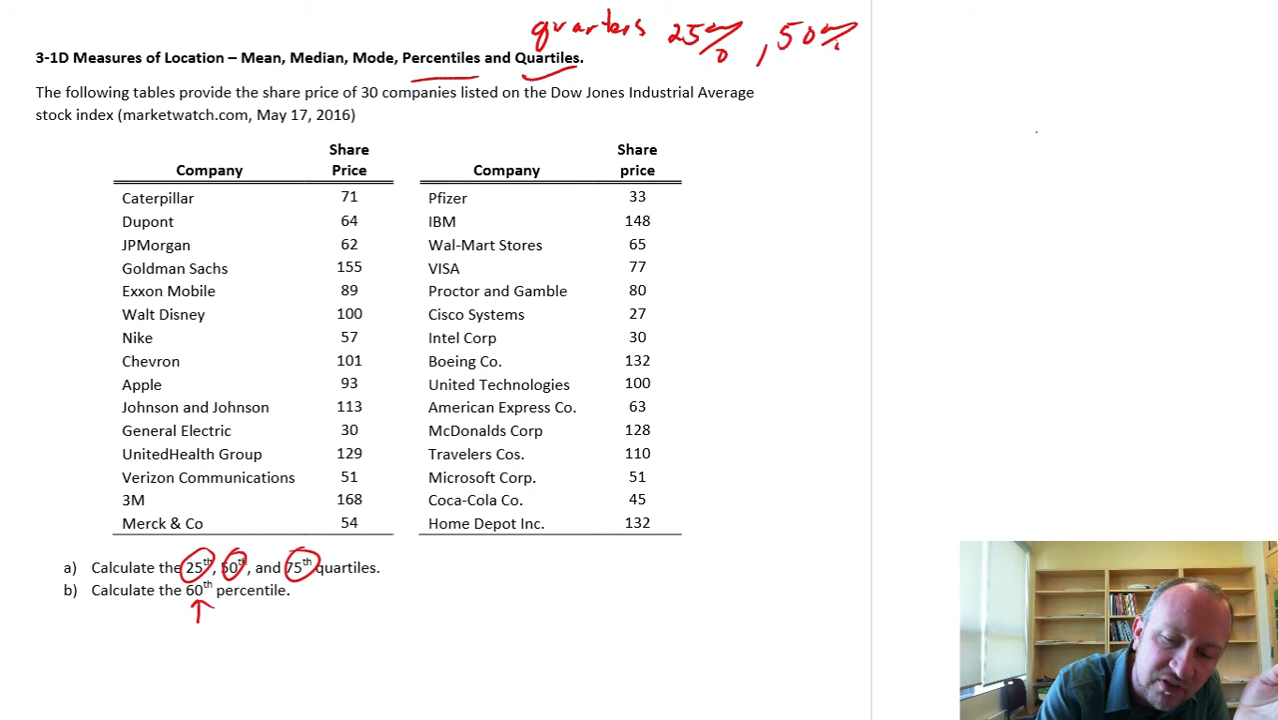 quarters 25%, 50%
3-1D Measures of Location – Mean, Median, Mode, Percentiles and Quartiles.
The following tables provide the share price of 30 companies listed on the Dow Jones Industrial Average
stock index (marketwatch.com, May 17, 2016)
Company Share Price Company Share price
Caterpillar 71 Pfizer 33
Dupont 64 IBM 148
JPMorgan 62 Wal-Mart Stores 65
Goldman Sachs 155 VISA 77
Exxon Mobile 89 Proctor and Gamble 80
Walt Disney 100 Cisco Systems 27
Nike 57 Intel Corp 30
Chevron 101 Boeing Co. 132
Apple 93 United Technologies 100
Johnson and Johnson 113 American Express Co. 63
General Electric 30 McDonalds Corp 128
UnitedHealth Group 129 Travelers Cos. 110
Verizon Communications 51 Microsoft Corp. 51
3M 168 Coca-Cola Co. 45
Merck & Co 54 Home Depot Inc. 132
a) Calculate the 25th, 50th, and 75th quartiles.
b) Calculate the 60th percentile.